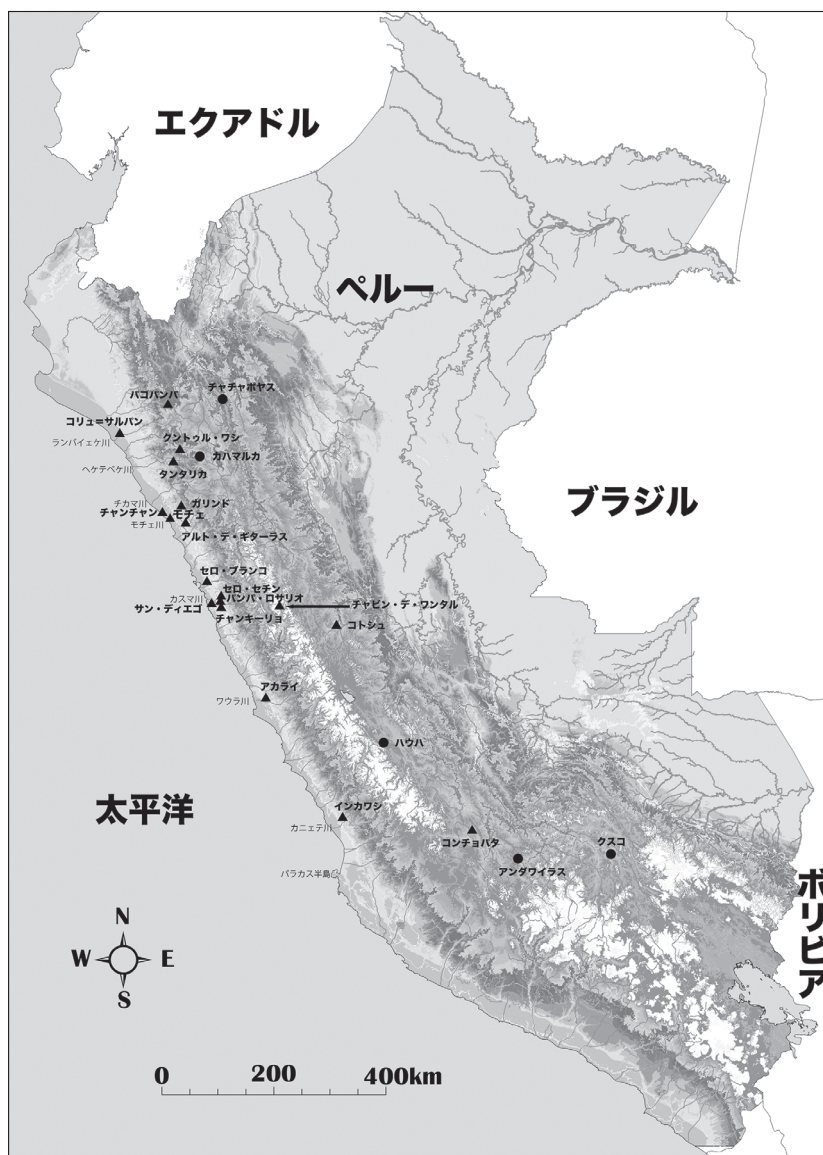 エクアドル
ペルー
チャチャポヤス
パコパンパ
コリュ=サルパン
ランバイェケ川
クントゥル・ワシ
カハマルカ
ヘケテペケ川
タンタリカ
チカマ川
ガリンド
チャンチャン
モチェ
モチェ川
アルト・デ・ギターラス
ブラジル
セロ・ブランコ
セロ・セチン
カスマ川
パンパ・ロサリオ
サン・ディエゴ
チャンキーリョ
チャビン・デ・ワンタル
コトシュ
アカライ
ワウラ川
ハウハ
太平洋
インカワシ
カニェテ川
コンチョパタ
クスコ
アンダワイラス
パラカス半島
ボリビア
N
W E
S
0 200 400km